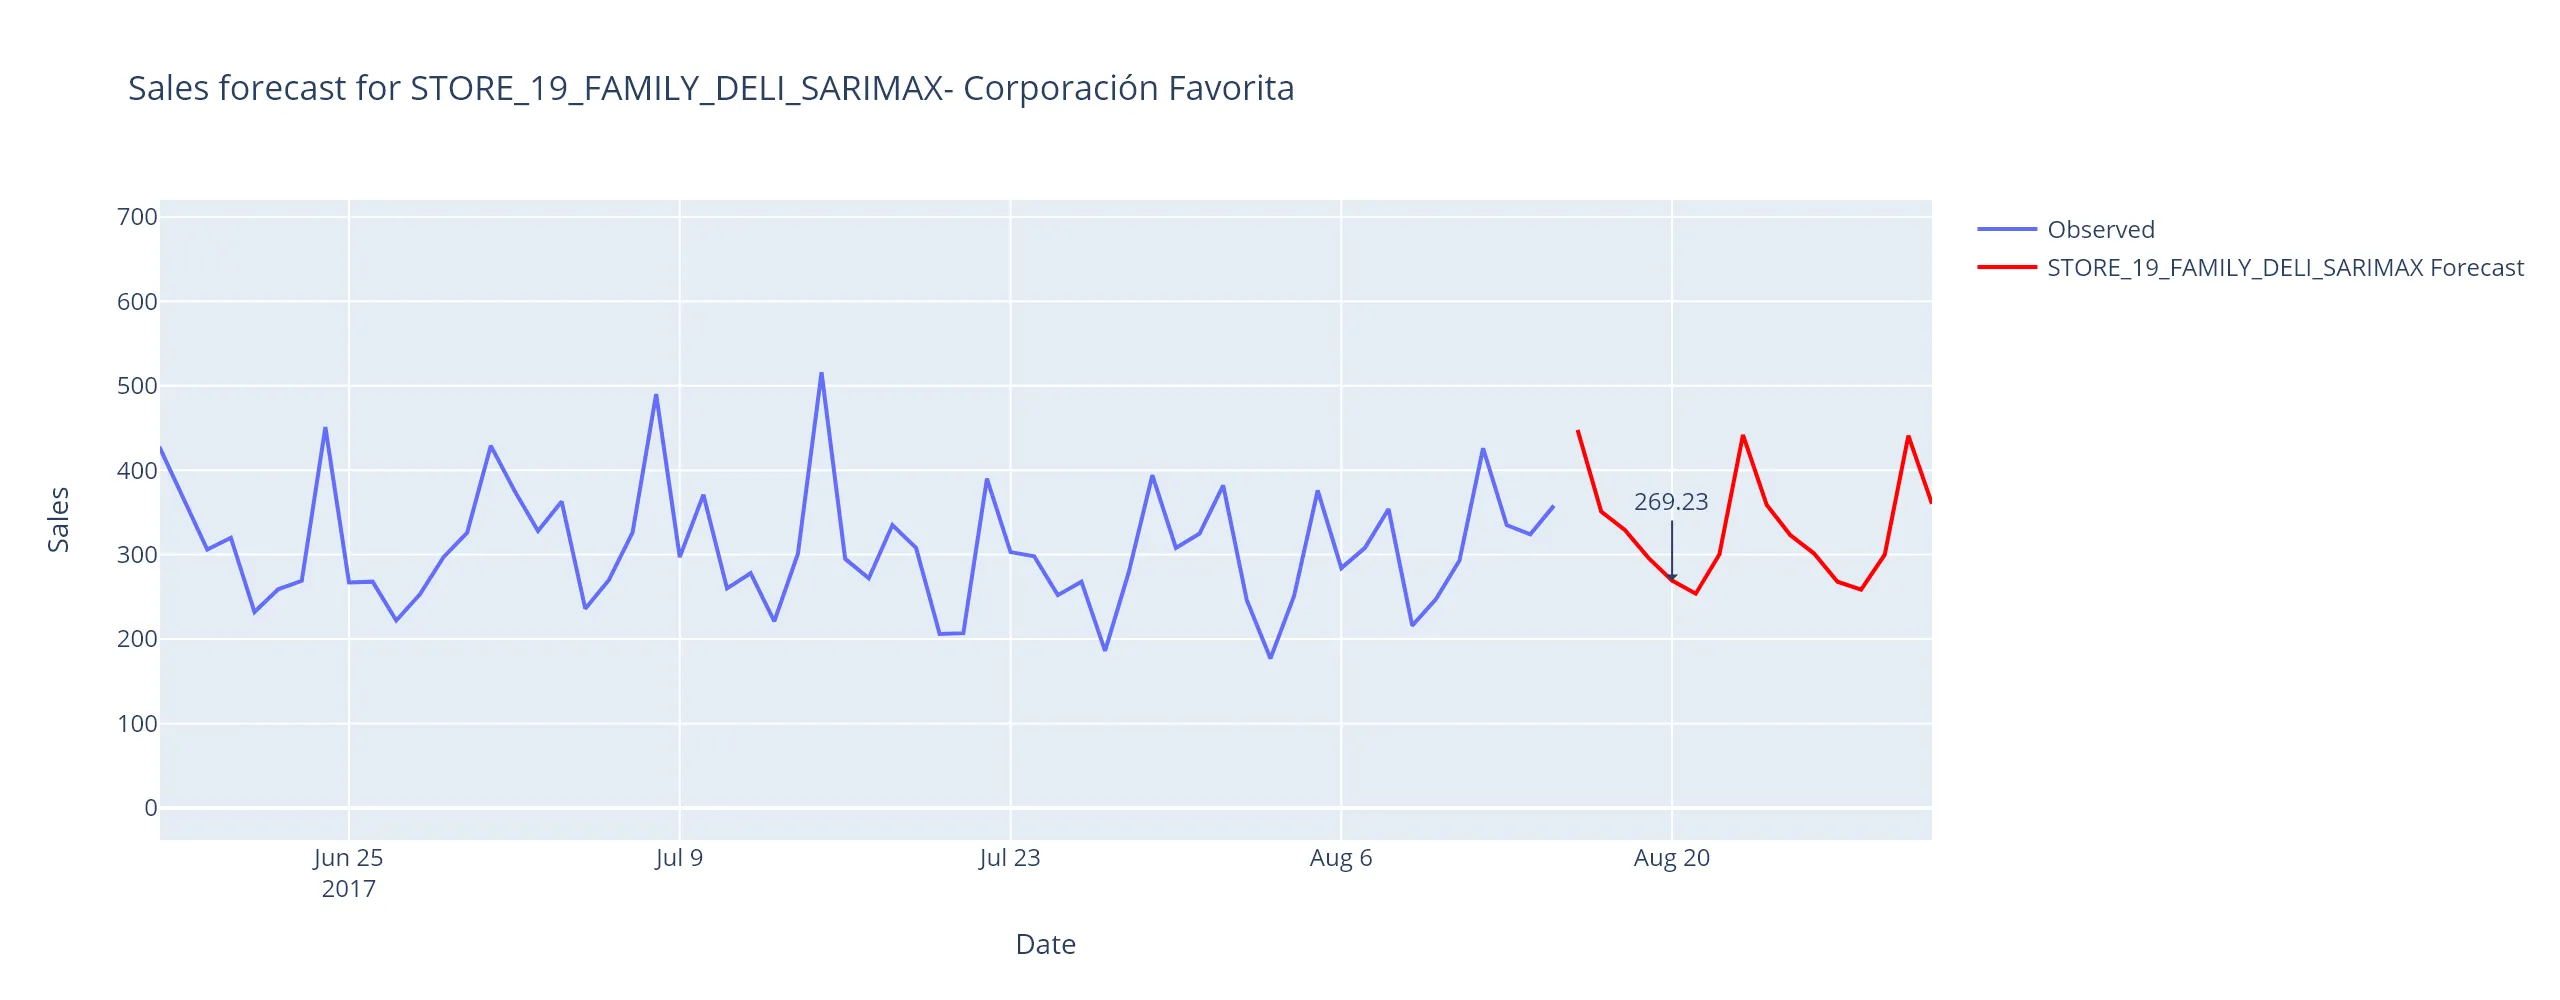 Sales forecast for STORE_19_FAMILY_DELI_SARIMAX- Corporación Favorita
Observed
STORE_19_FAMILY_DELI_SARIMAX Forecast
Sales
700
600
500
400
300
200
100
0
269.23
Jun 25
2017
Jul 9
Jul 23
Aug 6
Aug 20
Date